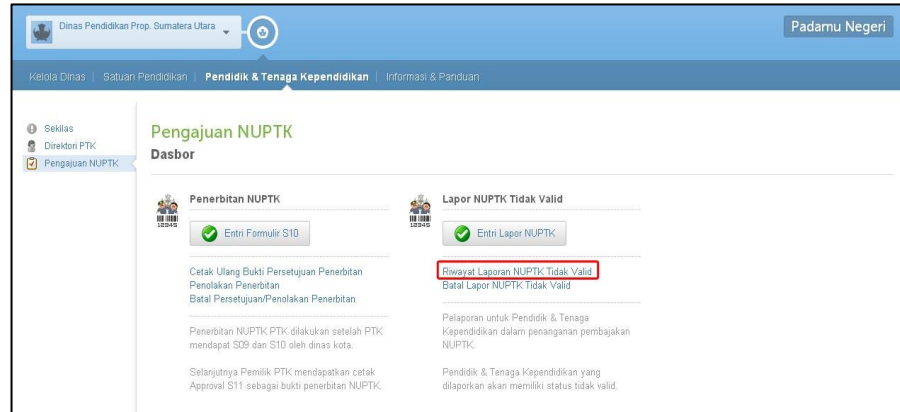 Dinas Pendidikan Prop. Sumatera Utara
Padamu Negeri
Kelola Dinas | Satuan Pendidikan | Pendidik & Tenaga Kependidikan | Informasi & Panduan
Sekilas
Direktori PTK
Pengajuan NUPTK
Pengajuan NUPTK
Dasbor
Penerbitan NUPTK
12345
Entri Formulir S10
Cetak Ulang Bukti Persetujuan Penerbitan
Penolakan Penerbitan
Batal Persetujuan/Penolakan Penerbitan
Penerbitan NUPTK PTK dilakukan setelah PTK
mendapat S09 dan S10 oleh dinas kota.
Selanjutnya Pemilik PTK mendapatkan cetak
Approval S11 sebagai bukti penerbitan NUPTK.
Lapor NUPTK Tidak Valid
12345
Entri Lapor NUPTK
Riwayat Laporan NUPTK Tidak Valid
Batal Lapor NUPTK Tidak Valid
Pelaporan untuk Pendidik & Tenaga
Kependidikan dalam penanganan pembajakan
NUPTK.
Pendidik & Tenaga Kependidikan yang
dilaporkan akan memiliki status tidak valid.